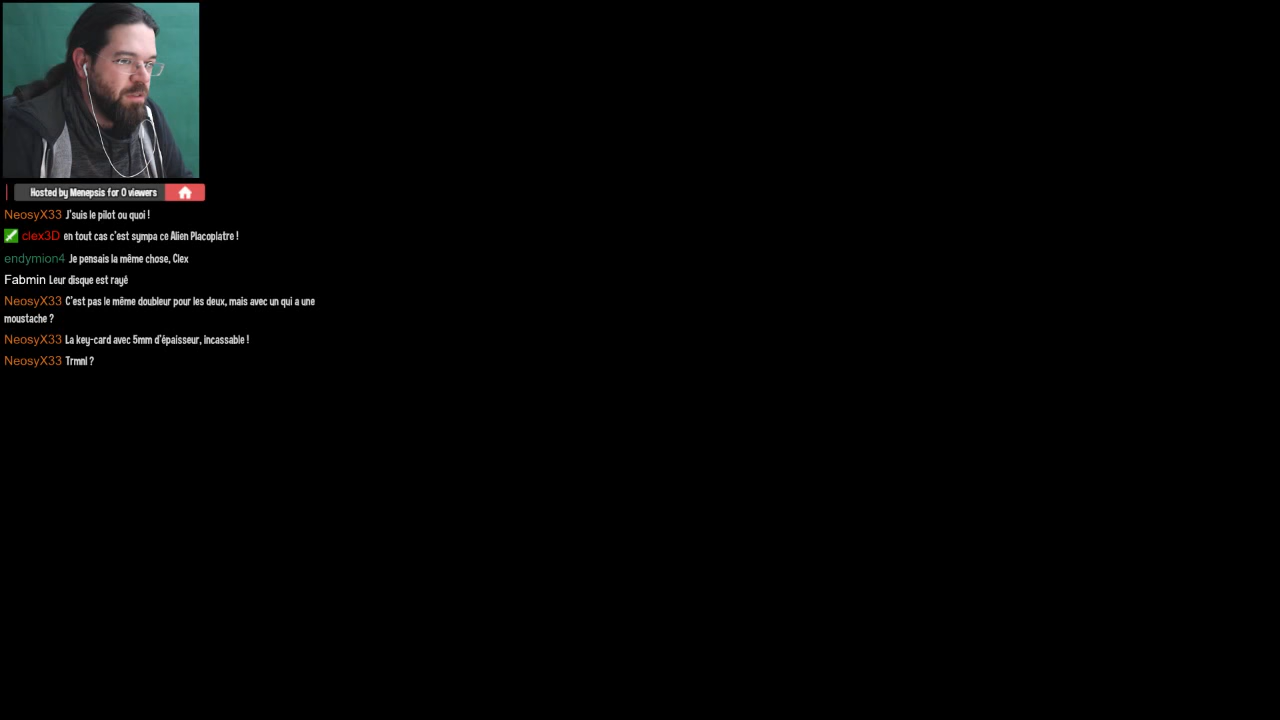 Hosted by Menepsis for 0 viewers
NeosyX33 J'suis le pilot ou quoi !
clex3D en tout cas c'est sympa ce Alien Placoplatre !
endymion4 Je pensais la même chose, Clex
Fabmin Leur disque est rayé
NeosyX33 C'est pas le même doubleur pour les deux, mais avec un qui a une
moustache ?
NeosyX33 La key-card avec 5mm d'épaisseur, incassable !
NeosyX33 Trmnl ?